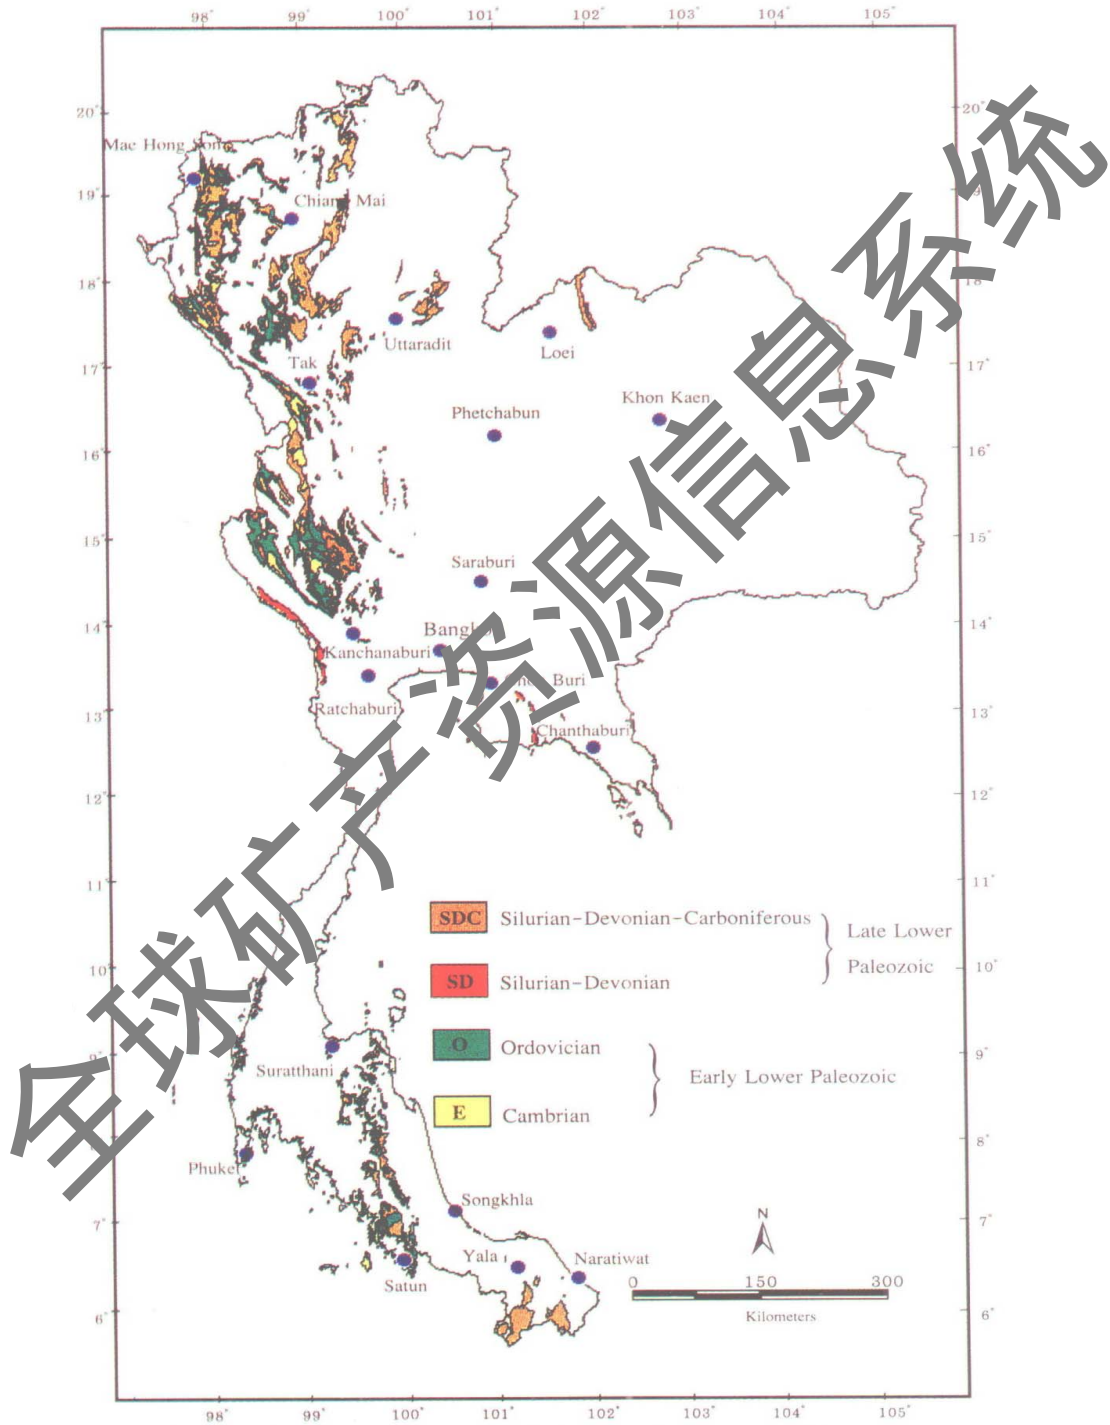 98° 99° 100° 101° 102° 103° 104° 105°
20° 20°
Mae Hong Son
19°
Chiang Mai
18° 18°
Uttaradit
Loei
Tak
17° 17°
Khon Kaen
Phetchabun
16° 16°
15° 15°
Saraburi
14° 14°
Kanchanaburi
Chon Buri
Ratchaburi
13° 13°
Chanthaburi
12° 12°
11° 11°
SDC Silurian-Devonian-Carboniferous
Late Lower
Paleozoic
10° 10°
SD Silurian-Devonian
O Ordovician
9° 9°
Suratthani
Early Lower Paleozoic
E Cambrian
8°
Phuket
Songkhla
7° 7°
N
Yala
Naratiwat
Satun
0 150 300
6° 6°
Kilometers
98° 99° 100° 101° 102° 103° 104° 105°
全球矿产资源信息系统